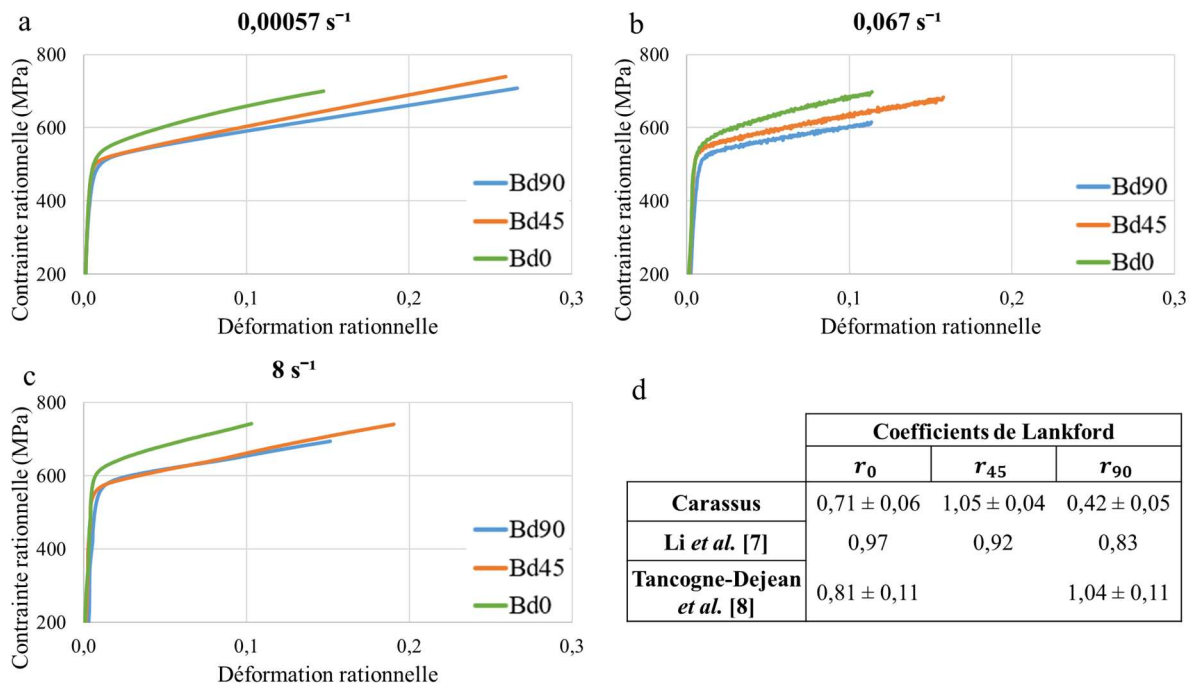 a
0,00057 s⁻¹
Contrainte rationnelle (MPa)
800
600
400
200
0,0
0,1
0,2
0,3
Déformation rationnelle
Bd90
Bd45
Bd0
b
0,067 s⁻¹
Contrainte rationnelle (MPa)
800
600
400
200
0,0
0,1
0,2
0,3
Déformation rationnelle
Bd90
Bd45
Bd0
c
8 s⁻¹
Contrainte rationnelle (MPa)
800
600
400
200
0,0
0,1
0,2
0,3
Déformation rationnelle
Bd90
Bd45
Bd0
d
Coefficients de Lankford
r₀ r₄₅ r₉₀
Carassus 0,71 ± 0,06 1,05 ± 0,04 0,42 ± 0,05
Li et al. [7] 0,97 0,92 0,83
Tancogne-Dejean
et al. [8] 0,81 ± 0,11 1,04 ± 0,11